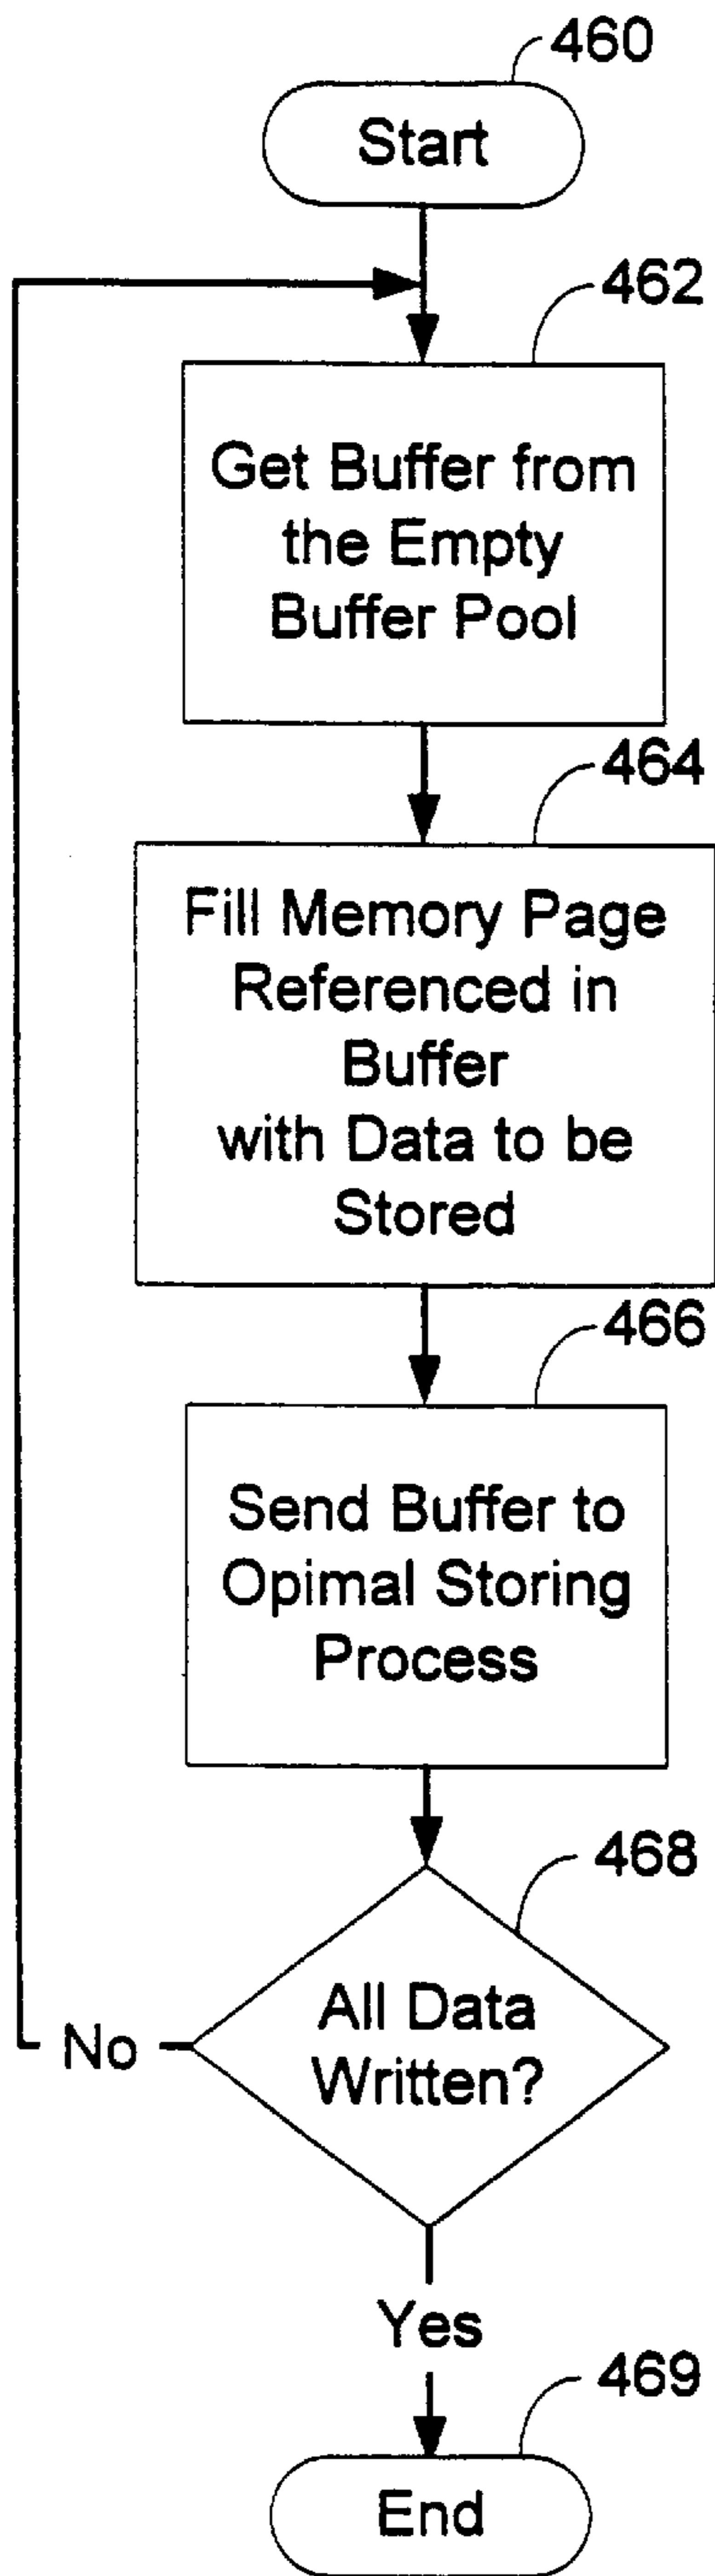 460
Start
462
Get Buffer from
the Empty
Buffer Pool
464
Fill Memory Page
Referenced in
Buffer
with Data to be
Stored
466
Send Buffer to
Opimal Storing
Process
468
All Data
Written?
No
Yes
469
End